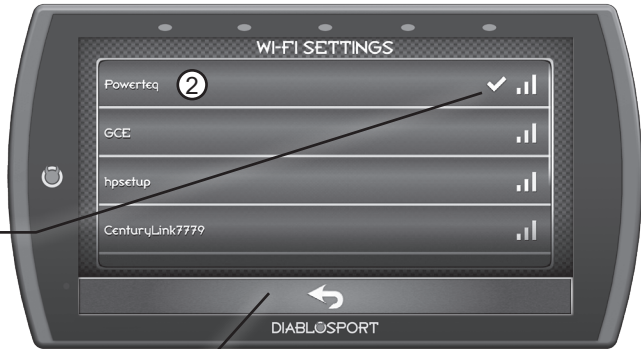 WI-FI SETTINGS
Powerteq 2
GCE
hpsetup
CenturyLink7779
DIABLOSPORT